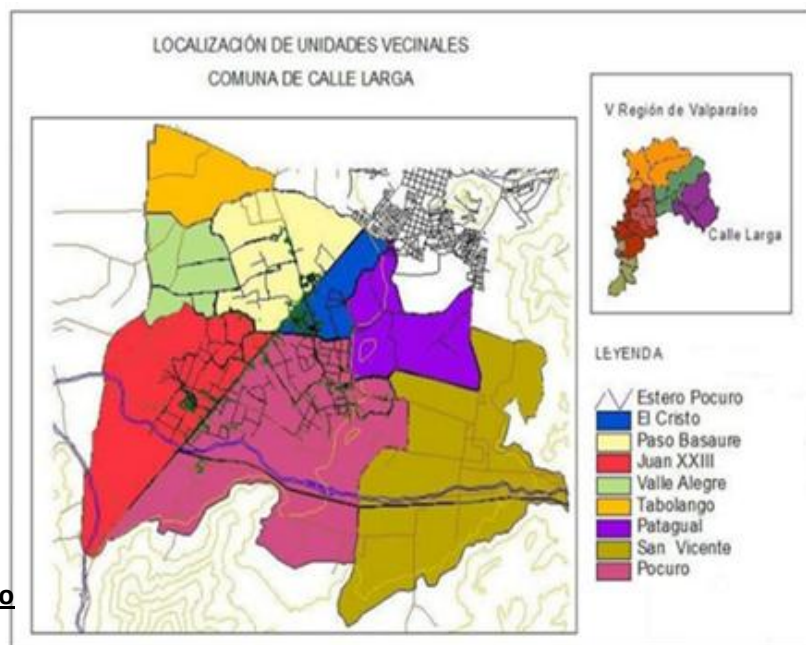 LOCALIZACIÓN DE UNIDADES VECINALES
COMUNA DE CALLE LARGA
V Región de Valparaíso
Calle Larga
LEYENDA
Estero Pocuro
El Cristo
Paso Basaure
Juan XXIII
Valle Alegre
Tabolango
Patagual
San Vicente
Pocuro
o